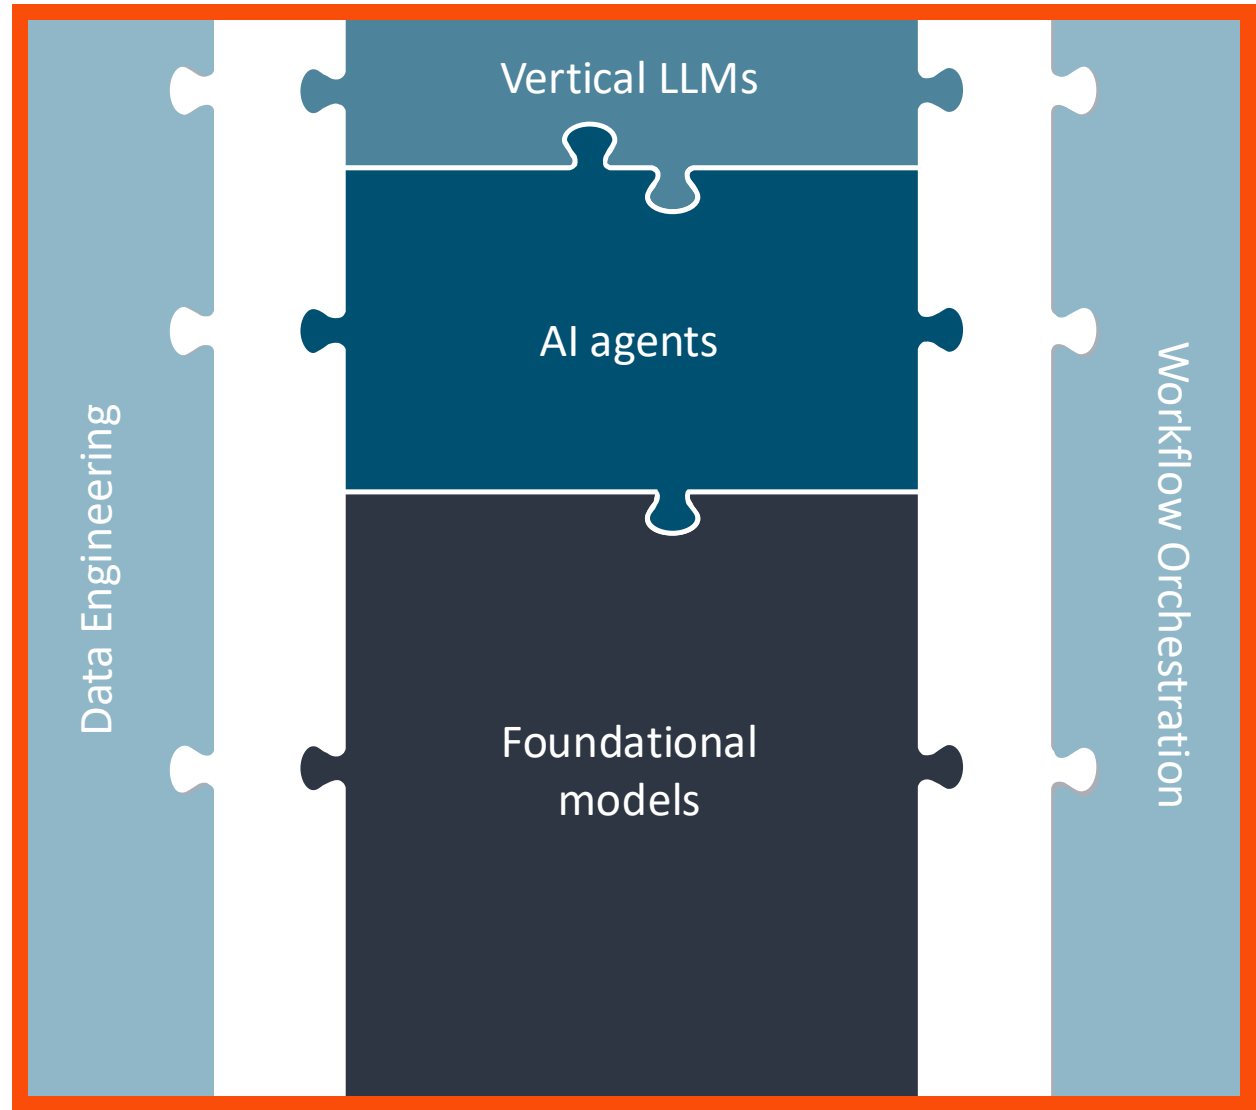 Vertical LLMs
AI agents
Data Engineering
Workflow Orchestration
Foundational
models